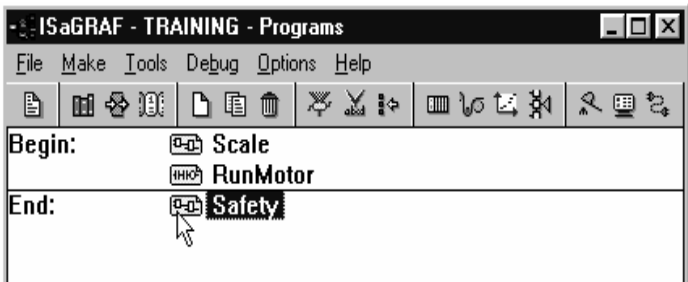 ISaGRAF - TRAINING - Programs
File Make Tools Debug Options Help
Begin: Scale
RunMotor
End: Safety